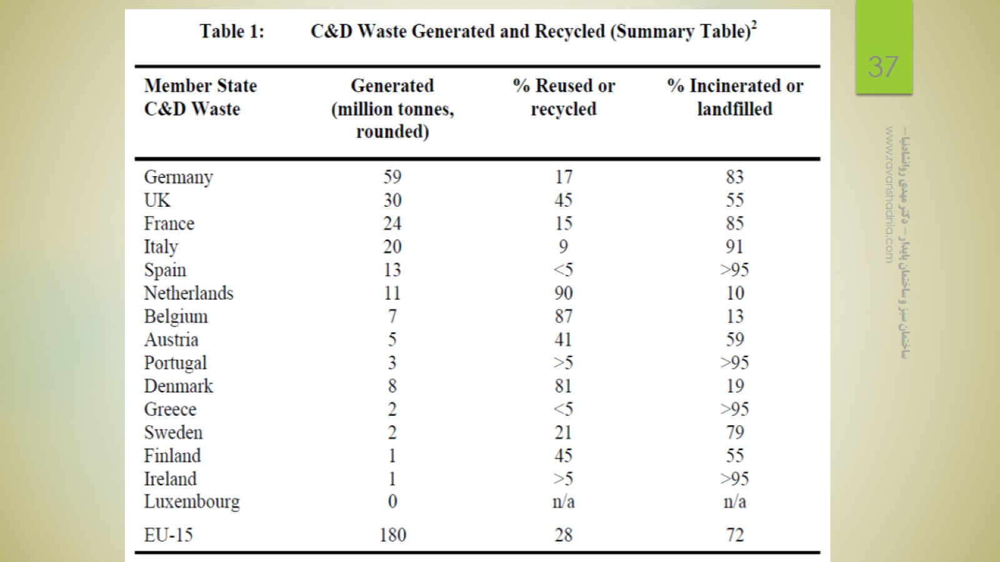 Table 1: C&D Waste Generated and Recycled (Summary Table)2
Member State C&D Waste Generated (million tonnes, rounded) % Reused or recycled % Incinerated or landfilled
Germany 59 17 83
UK 30 45 55
France 24 15 85
Italy 20 9 91
Spain 13 <5 >95
Netherlands 11 90 10
Belgium 7 87 13
Austria 5 41 59
Portugal 3 >5 >95
Denmark 8 81 19
Greece 2 <5 >95
Sweden 2 21 79
Finland 1 45 55
Ireland 1 >5 >95
Luxembourg 0 n/a n/a
EU-15 180 28 72
37
ساختمان سبز و ساختمان پایدار – دکتر مهدی روانشادنیا –
www.ravanshadnia.com